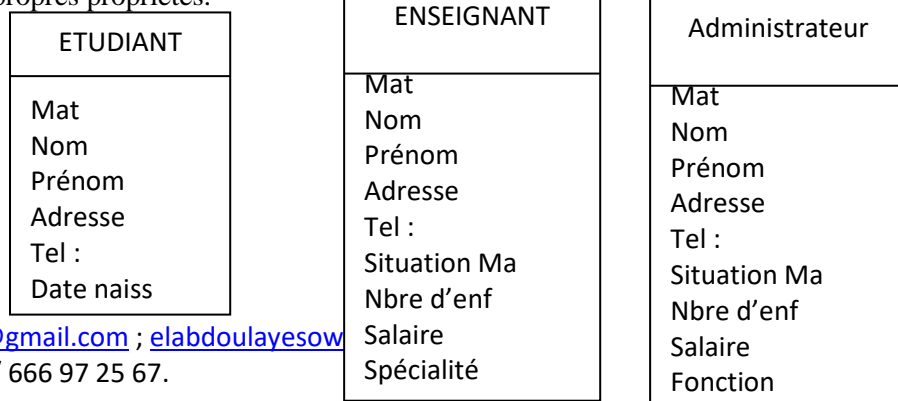 propres propriétés.
ETUDIANT
Mat
Nom
Prénom
Adresse
Tel :
Date naiss
ENSEIGNANT
Mat
Nom
Prénom
Adresse
Tel :
Situation Ma
Nbre d'enf
Salaire
Spécialité
Administrateur
Mat
Nom
Prénom
Adresse
Tel :
Situation Ma
Nbre d'enf
Salaire
Fonction
@gmail.com ; elabdoulayesow
/ 666 97 25 67.